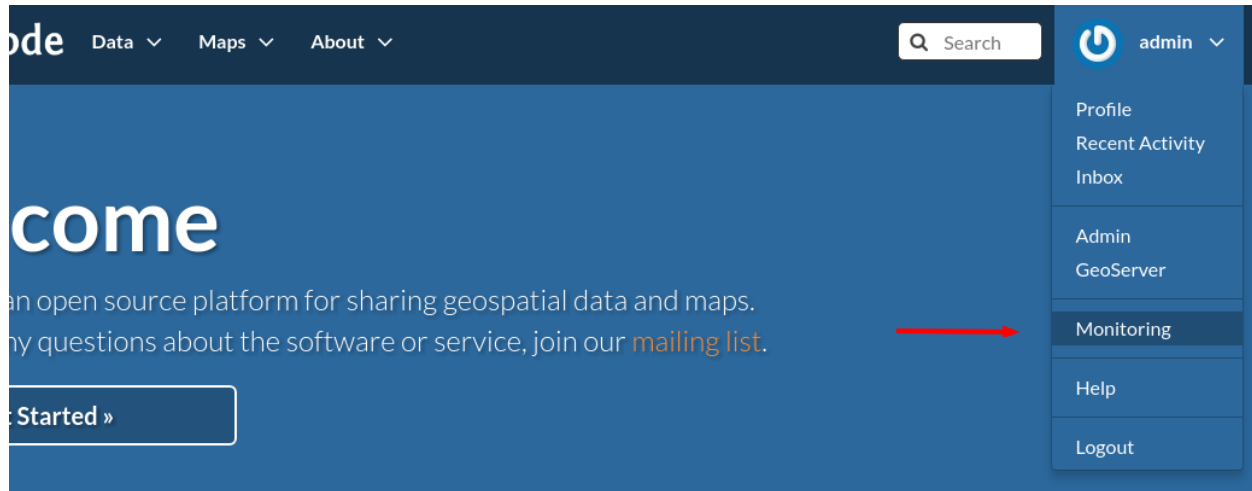 ode Data Maps About Search admin
Profile
Recent Activity
Inbox
come
Admin
GeoServer
an open source platform for sharing geospatial data and maps.
Monitoring
ny questions about the software or service, join our mailing list.
Help
t Started »
Logout